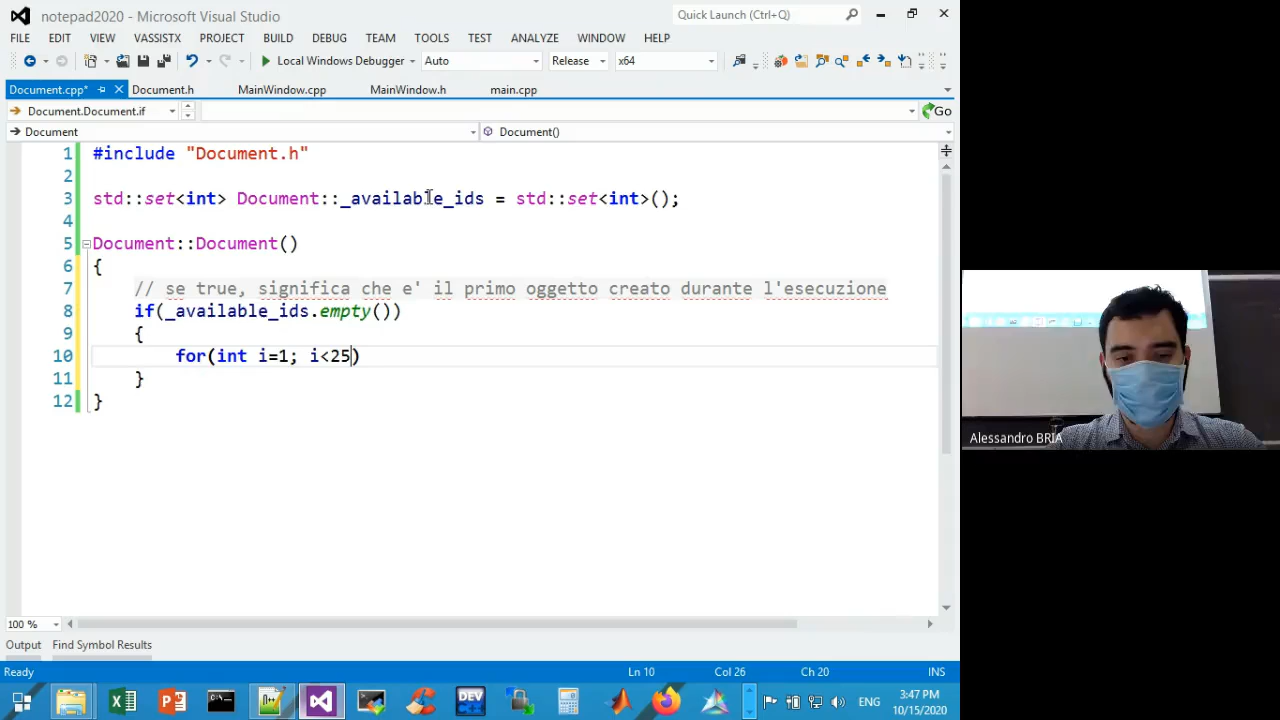 notepad2020 - Microsoft Visual Studio
Quick Launch (Ctrl+Q)
FILE EDIT VIEW VASSISTX PROJECT BUILD DEBUG TEAM TOOLS TEST ANALYZE WINDOW HELP
Local Windows Debugger Auto Release x64
Document.cpp* Document.h MainWindow.cpp MainWindow.h main.cpp
Document.Document.if Go
Document Document()
1 #include "Document.h"
2
3 std::set<int> Document::_available_ids = std::set<int>();
4
5 Document::Document()
6 {
7 // se true, significa che e' il primo oggetto creato durante l'esecuzione
8 if(_available_ids.empty())
9 {
10 for(int i=1; i<25)
11 }
12 }
Alessandro BRIA
100 %
Output Find Symbol Results
Ready Ln 10 Col 26 Ch 20 INS
DEV
ENG
3:47 PM
10/15/2020